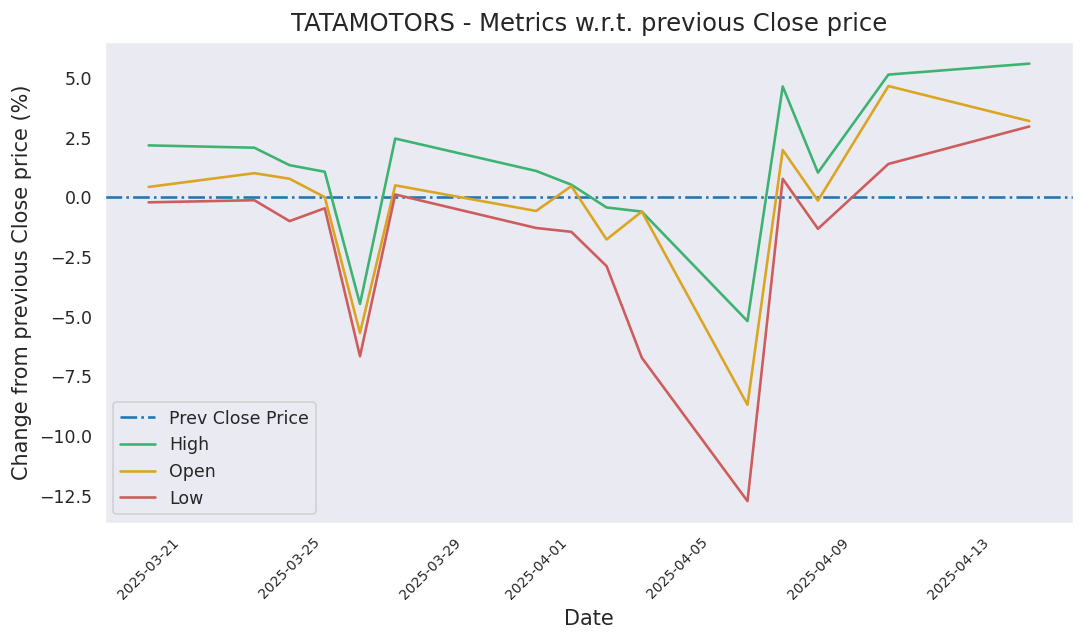 TATAMOTORS - Metrics w.r.t. previous Close price
Change from previous Close price (%)
5.0
2.5
0.0
−2.5
−5.0
−7.5
−10.0
−12.5
Prev Close Price
High
Open
Low
2025-03-21
2025-03-25
2025-03-29
2025-04-01
2025-04-05
2025-04-09
2025-04-13
Date